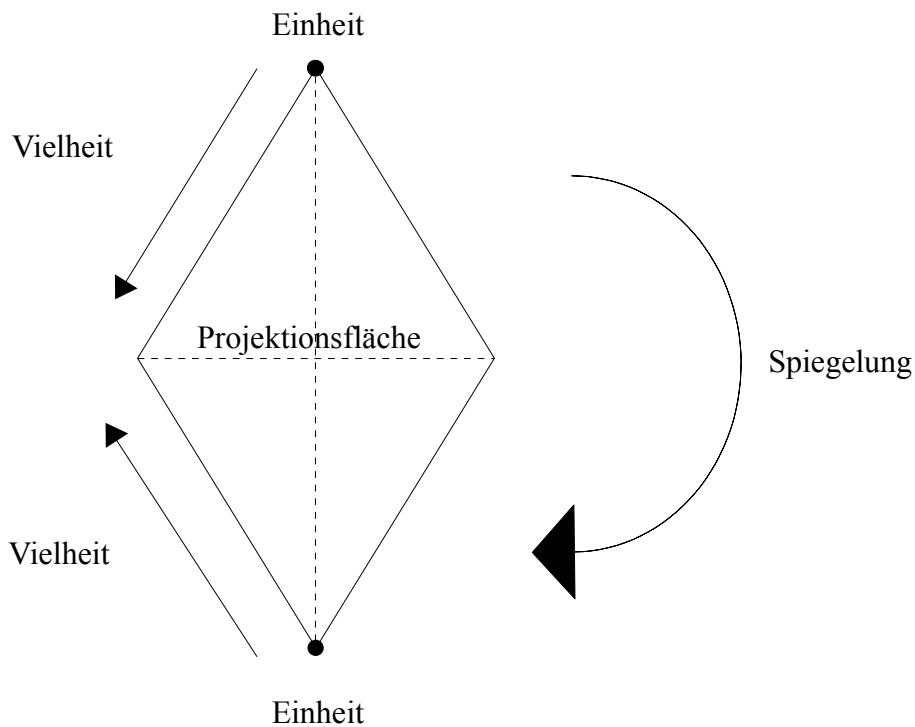 Einheit
Vielheit
Projektionsfläche
Spiegelung
Vielheit
Einheit